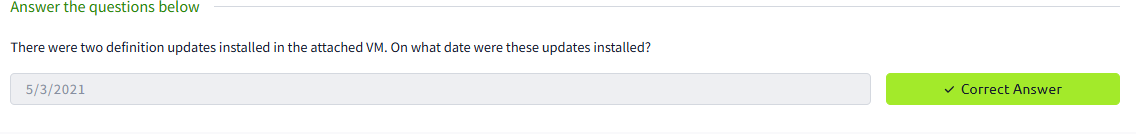 Answer the questions below
There were two definition updates installed in the attached VM. On what date were these updates installed?
5/3/2021
✓ Correct Answer